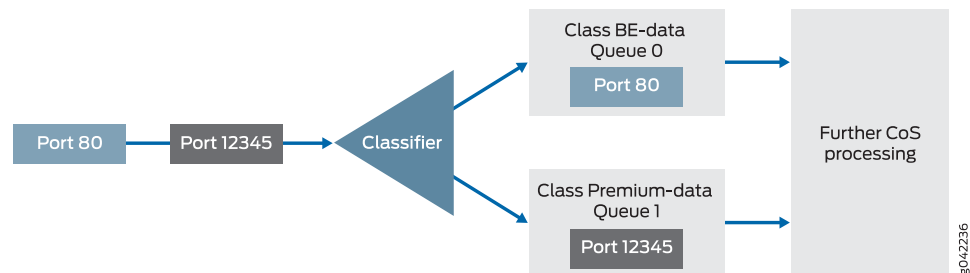 Port 80
Port 12345
Classifier
Class BE-data
Queue 0
Port 80
Class Premium-data
Queue 1
Port 12345
Further CoS
processing
g042236